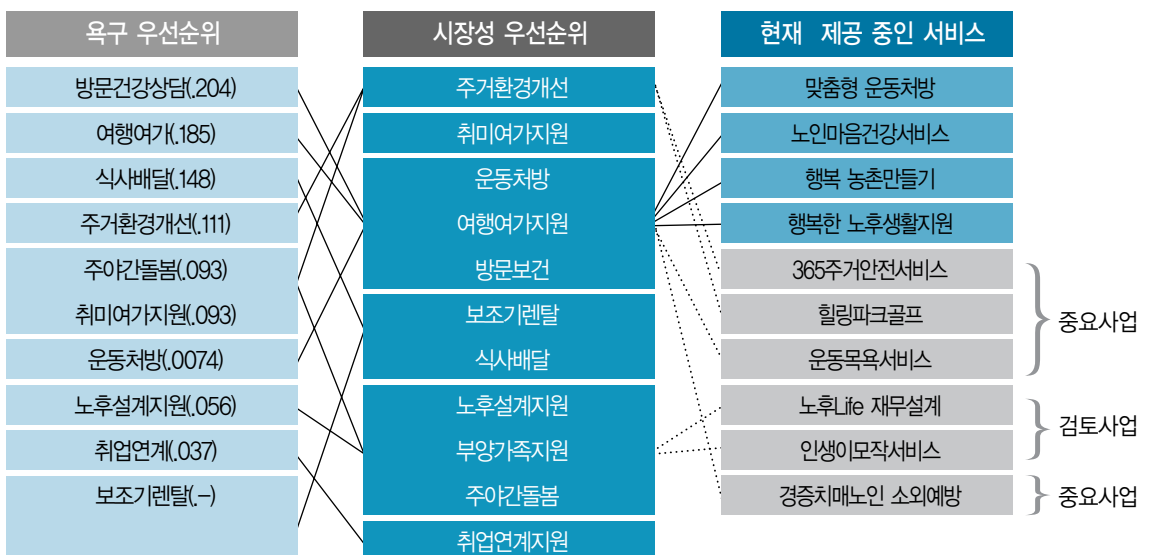 욕구 우선순위
방문건강상담(.204)
여행여가(.185)
식사배달(.148)
주거환경개선(.111)
주야간돌봄(.093)
취미여가지원(.093)
운동처방(.0074)
노후설계지원(.056)
취업연계(.037)
보조기렌탈(.-)
시장성 우선순위
주거환경개선
취미여가지원
운동처방
여행여가지원
방문보건
보조기렌탈
식사배달
노후설계지원
부양가족지원
주야간돌봄
취업연계지원
현재 제공 중인 서비스
맞춤형 운동처방
노인마음건강서비스
행복 농촌만들기
행복한 노후생활지원
365주거안전서비스
힐링파크골프
운동목욕서비스
노후Life 재무설계
인생이모작서비스
경증치매노인 소외예방
중요사업
검토사업
중요사업